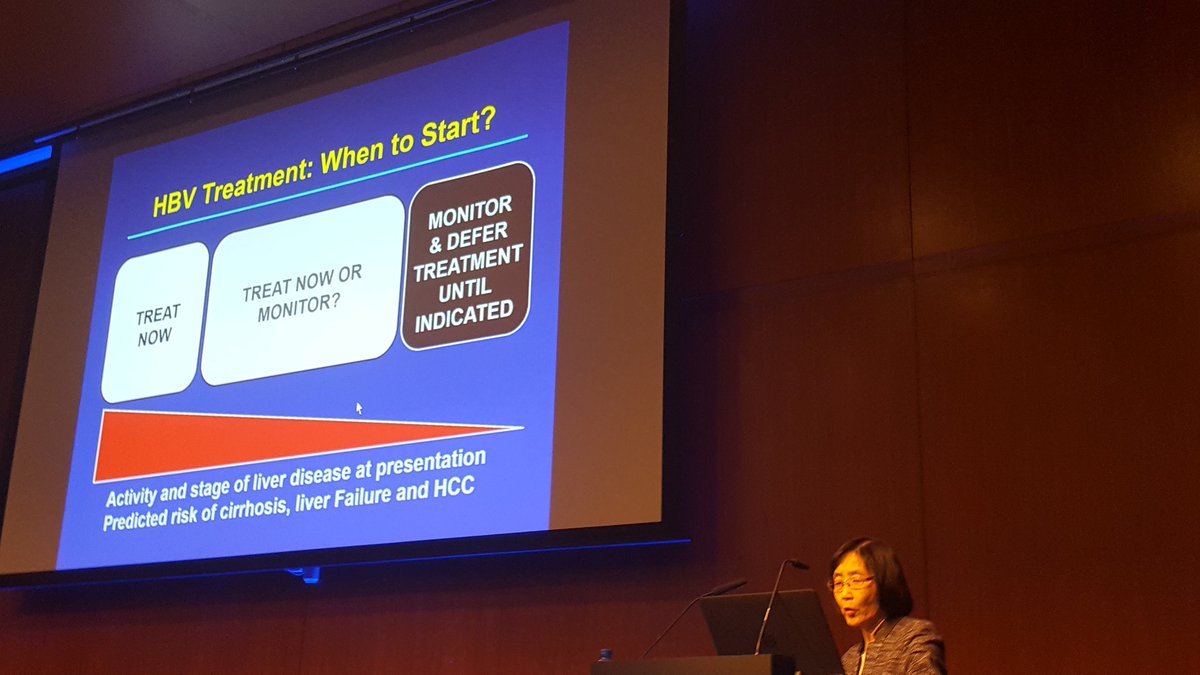 HBV Treatment: When to Start?
TREAT
NOW
TREAT NOW OR
MONITOR?
MONITOR
& DEFER
TREATMENT
UNTIL
INDICATED
Activity and stage of liver disease at presentation
Predicted risk of cirrhosis, liver Failure and HCC